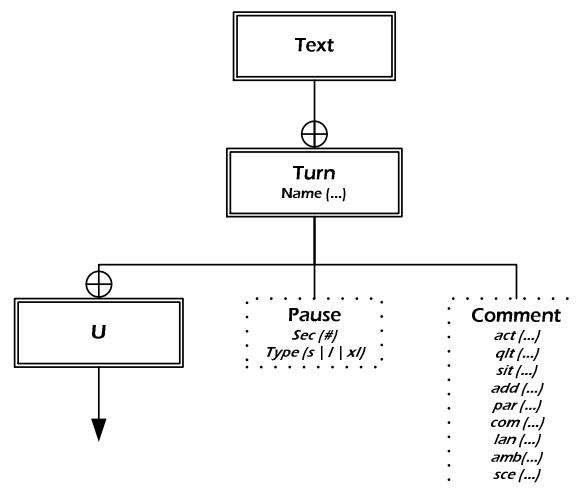 Text
Turn
Name (...)
U
Pause
Sec (#)
Type (s | l | xl)
Comment
act (...)
qlt (...)
sit (...)
add (...)
par (...)
com (...)
lan (...)
amb(...)
sce (...)